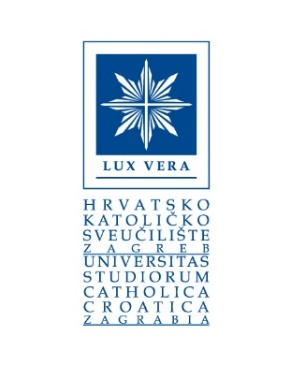 LUX VERA
HRVATSKO
KATOLIČKO
SVEUČILIŠTE
ZAGREB
UNIVERSITAS
STUDIORUM
CATHOLICA
CROATICA
ZAGRABIA